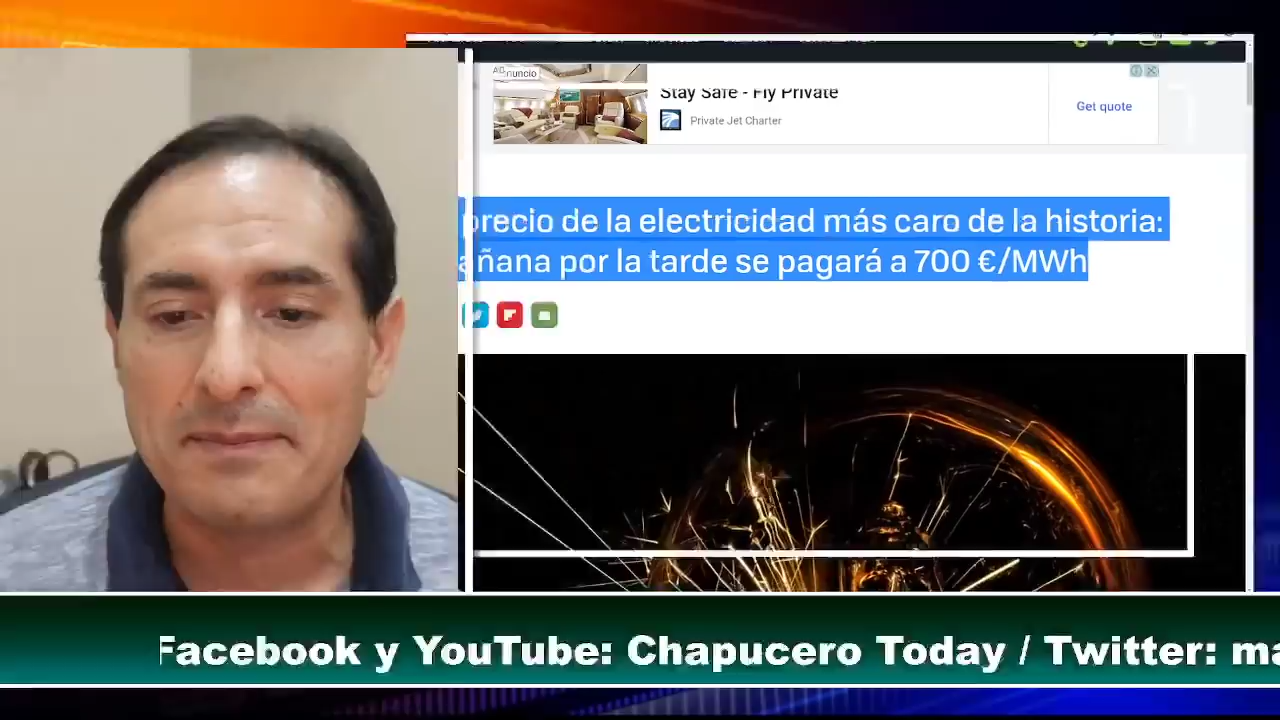 Anuncio
Stay Safe - Fly Private
Private Jet Charter
Get quote
precio de la electricidad más caro de la historia:
añana por la tarde se pagará a 700 €/MWh
Facebook y YouTube: Chapucero Today / Twitter: ma